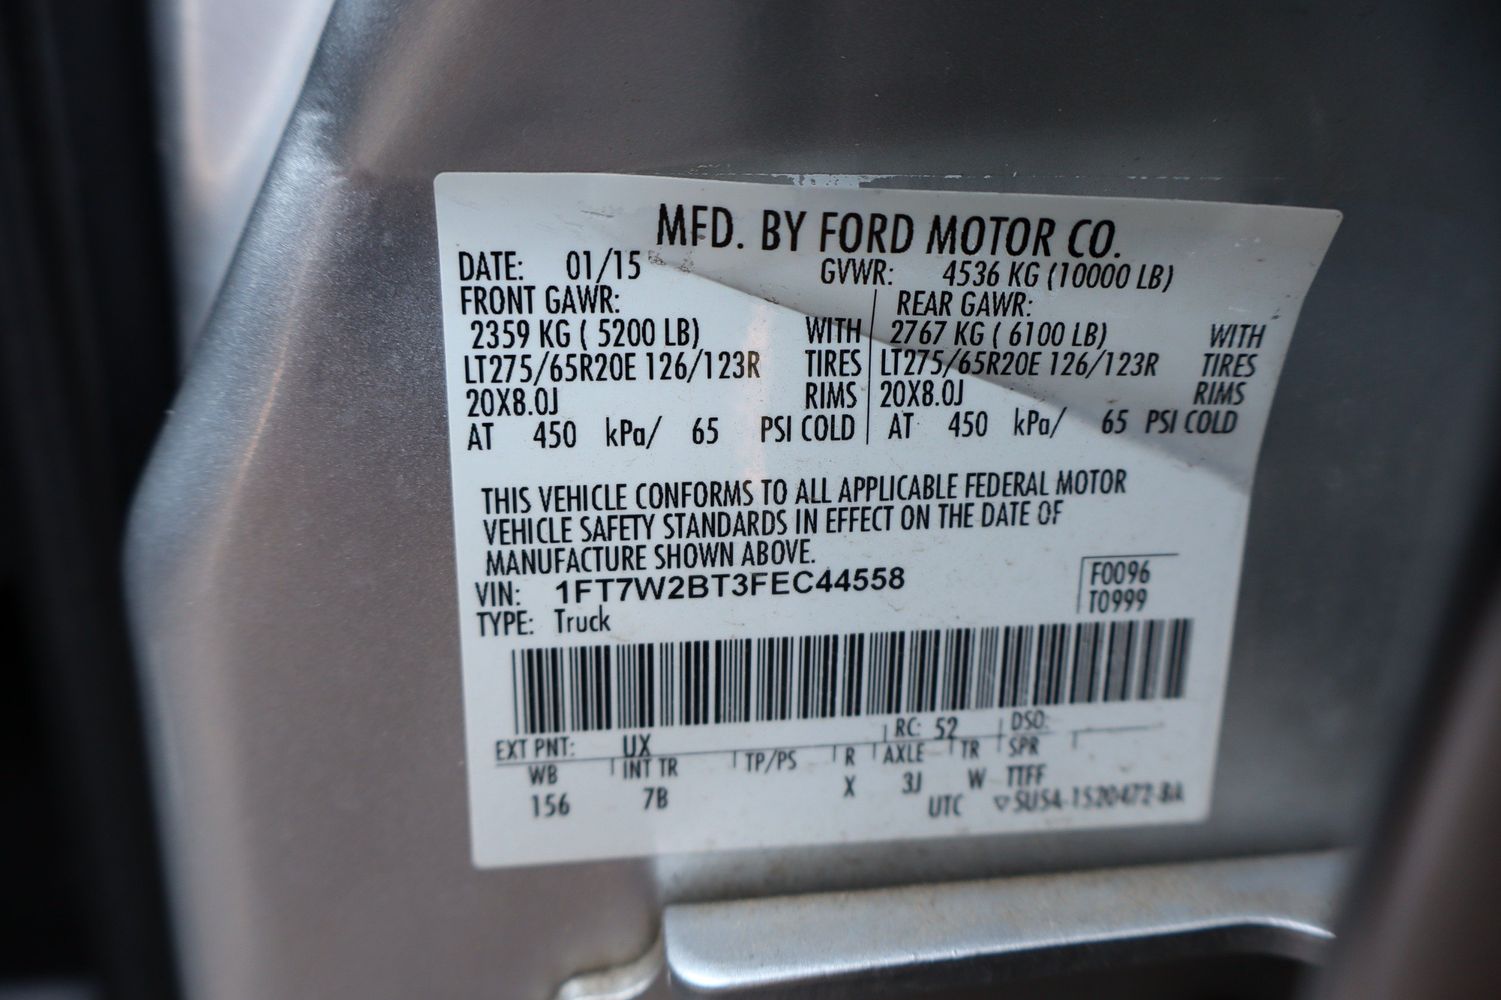 MFD. BY FORD MOTOR CO.
DATE: 01/15 GVWR: 4536 KG (10000 LB)
FRONT GAWR: REAR GAWR:
2359 KG ( 5200 LB) WITH 2767 KG ( 6100 LB) WITH
LT275/65R20E 126/123R TIRES LT275/65R20E 126/123R TIRES
20X8.0J RIMS 20X8.0J RIMS
AT 450 kPa/ 65 PSI COLD AT 450 kPa/ 65 PSI COLD
THIS VEHICLE CONFORMS TO ALL APPLICABLE FEDERAL MOTOR
VEHICLE SAFETY STANDARDS IN EFFECT ON THE DATE OF
MANUFACTURE SHOWN ABOVE.
VIN: 1FT7W2BT3FEC44558 F0096
TYPE: Truck T0999
EXT PNT: UX RC: 52 DSO:
WB INT TR TP/PS R AXLE TR SPR
156 7B X 3J W TTFF
UTC ▽SU5A-1520472-BA